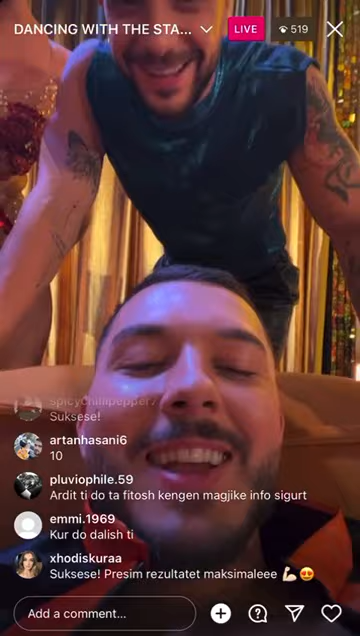 DANCING WITH THE STA...
LIVE
519
spicychillipepper7
Suksese!
artanhasani6
10
pluviophile.59
Ardit ti do ta fitosh kengen magjike info sigurt
emmi.1969
Kur do dalish ti
xhodiskuraa
Suksese! Presim rezultatet maksimaleee 💪🏻😍
Add a comment...